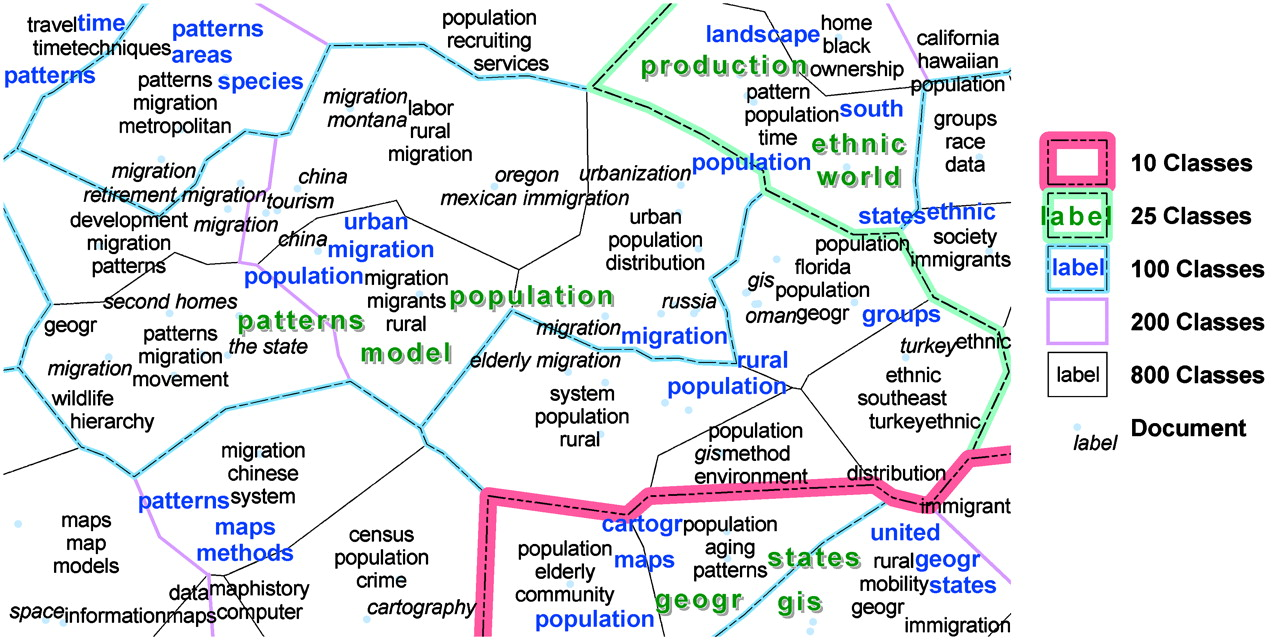 travel time
time techniques
patterns
patterns
areas
patterns species
migration
metropolitan
population
recruiting
services
migration
montana
labor
rural
migration
landscape
production
home
black
ownership
california
hawaiian
population
pattern
population
time
south
ethnic
world
groups
race
data
population
migration
retirement migration
china
tourism
oregon
mexican immigration
urbanization
development
migration
patterns
migration
china
urban
migration
population
migration
migrants
rural
urban
population
distribution
states ethnic
society
immigrants
population
florida
population
gis
oman geogr
russia
groups
second homes
geogr
patterns
migration
movement
migration
wildlife
hierarchy
patterns
the state
model
population
migration
migration
elderly migration
system
population
rural
rural
population
turkey ethnic
ethnic
southeast
turkey ethnic
population
gis method
environment
distribution
immigrant
migration
chinese
system
patterns
maps
methods
maps
map
models
census
population
crime
cartography
data map history
space information maps computer
cartogr
maps
population
aging
patterns
population
elderly
community
population
states
geogr
gis
united
rural geogr
mobility states
geogr
immigration
10 Classes
label 25 Classes
label 100 Classes
200 Classes
label 800 Classes
label Document